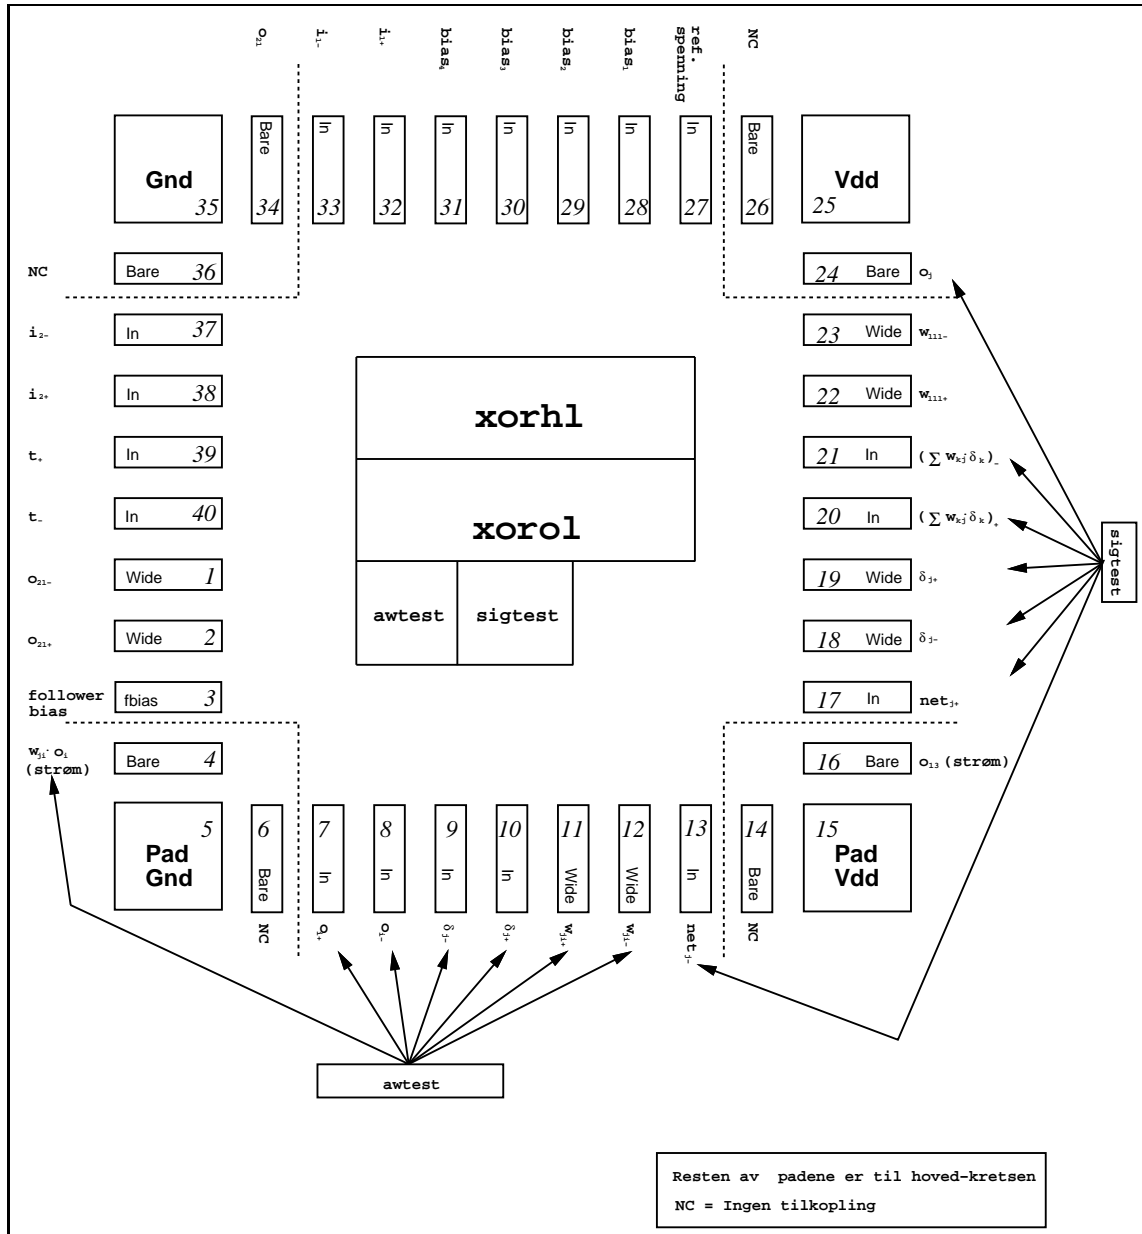 o₂₁
i₁₋
i₁₊
bias₄
bias₃
bias₂
bias₁
ref.
spenning
NC
Gnd
35
Bare
34
In
33
In
32
In
31
In
30
In
29
In
28
In
27
Bare
26
Vdd
25
NC
Bare 36
24 Bare
oⱼ
i₂₋
In 37
23 Wide
w₁₁₁₋
i₂₊
In 38
22 Wide
w₁₁₁₊
t₊
In 39
21 In
(∑ wₖⱼ δₖ)₋
t₋
In 40
20 In
(∑ wₖⱼ δₖ)₊
o₂₁₋
Wide 1
19 Wide
δⱼ₊
o₂₁₊
Wide 2
18 Wide
δⱼ₋
follower
bias
fbias 3
17 In
netⱼ₊
wⱼᵢ·oᵢ
(strøm)
Bare 4
16 Bare
o₁₃ (strøm)
xorhl
xorol
awtest
sigtest
sigtest
5
Pad
Gnd
6
Bare
NC
7
In
oᵢ₊
8
In
oᵢ₋
9
In
δⱼ₋
10
In
δⱼ₊
11
Wide
wⱼᵢ₊
12
Wide
wⱼᵢ₋
13
In
netⱼ₋
14
Bare
NC
15
Pad
Vdd
awtest
Resten av padene er til hoved-kretsen
NC = Ingen tilkopling